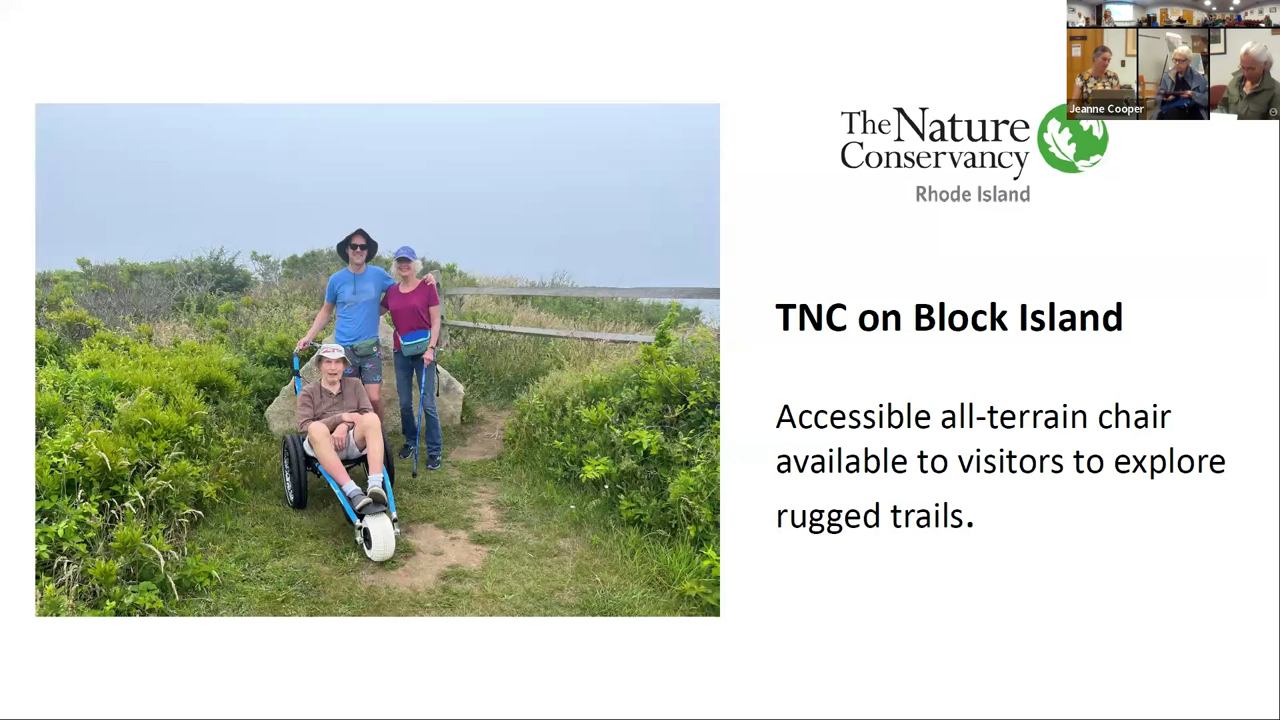 Jeanne Cooper
The Nature
Conservancy
Rhode Island
TNC on Block Island
Accessible all-terrain chair
available to visitors to explore
rugged trails.